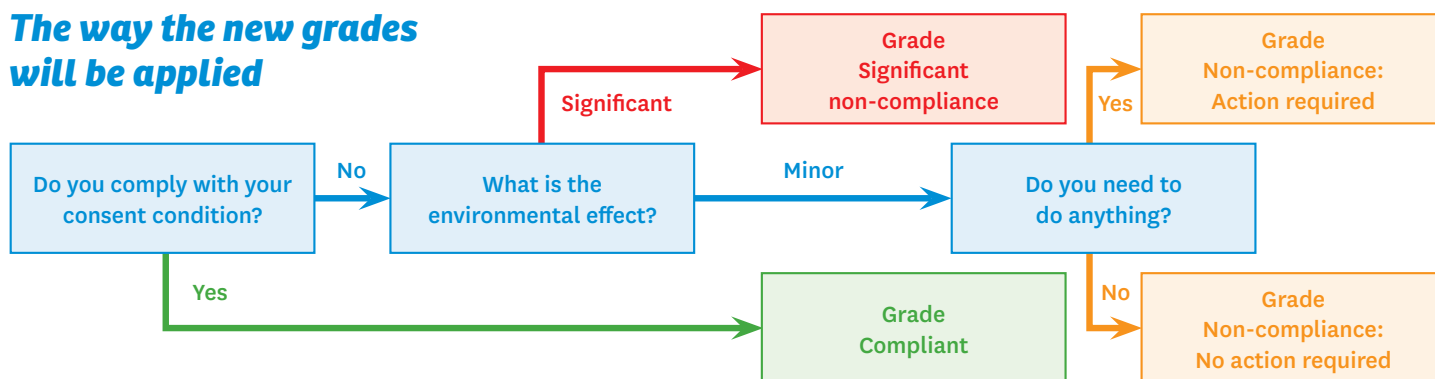 The way the new grades
will be applied
Do you comply with your
consent condition?
No
What is the
environmental effect?
Significant
Grade
Significant
non-compliance
Minor
Do you need to
do anything?
Yes
Grade
Non-compliance:
Action required
No
Grade
Non-compliance:
No action required
Yes
Grade
Compliant